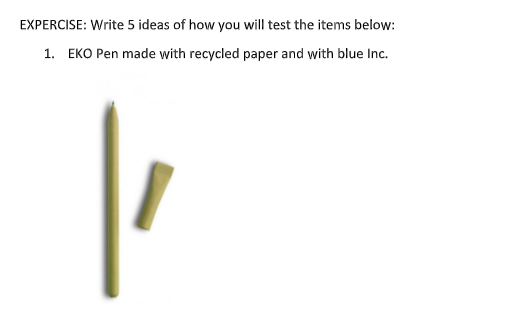 EXPERCISE: Write 5 ideas of how you will test the items below:
1. EKO Pen made with recycled paper and with blue Inc.